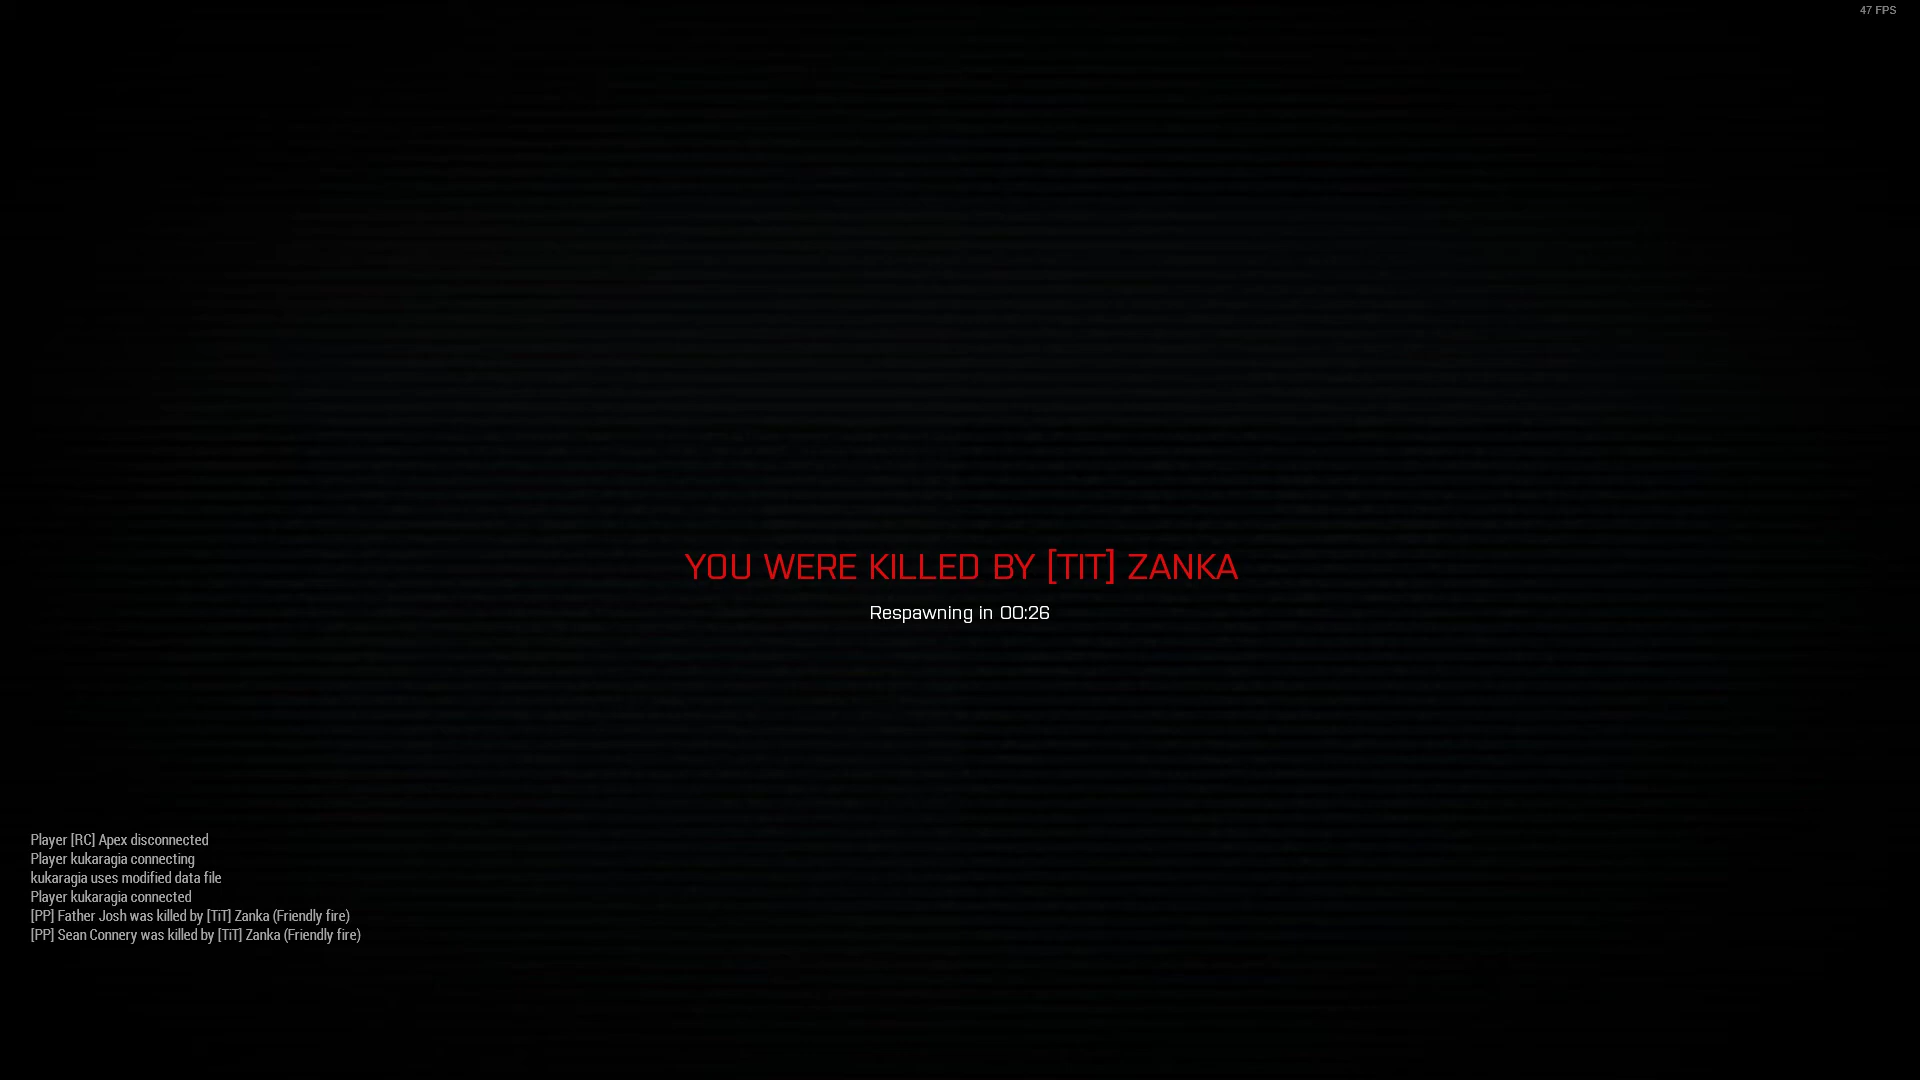 47 FPS
YOU WERE KILLED BY [TIT] ZANKA
Respawning in 00:26
Player [RC] Apex disconnected
Player kukaragia connecting
kukaragia uses modified data file
Player kukaragia connected
[PP] Father Josh was killed by [TiT] Zanka (Friendly fire)
[PP] Sean Connery was killed by [TiT] Zanka (Friendly fire)